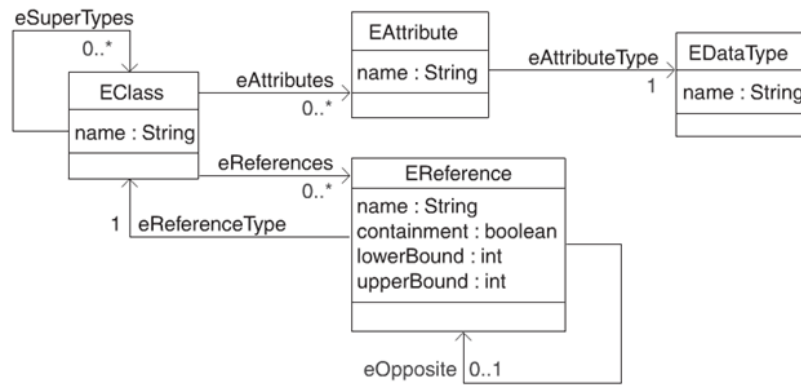 eSuperTypes
0..*
EClass
name : String
eAttributes
0..*
EAttribute
name : String
eAttributeType
1
EDataType
name : String
eReferences
0..*
1 eReferenceType
EReference
name : String
containment : boolean
lowerBound : int
upperBound : int
eOpposite 0..1